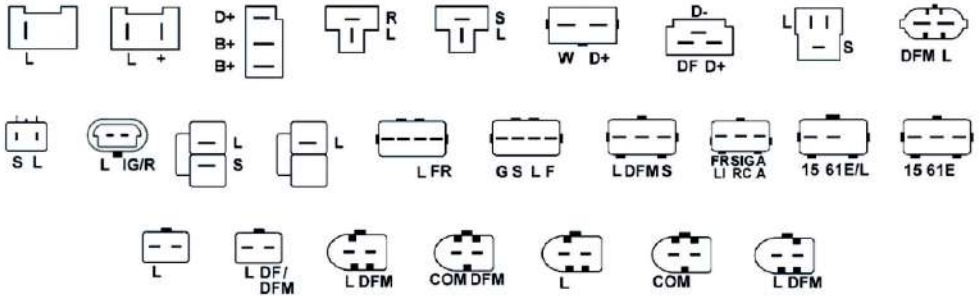 L
L +
D+
B+
B+
R
L
S
L
W D+
D-
DF D+
L
S
DFM L
S L
L IG/R
L
S
L
L FR
G S L F
L DFM S
FR SIG A
LI RC A
15 61E/L
15 61E
L
L DF/
DFM
L DFM
COM DFM
L
COM
L DFM